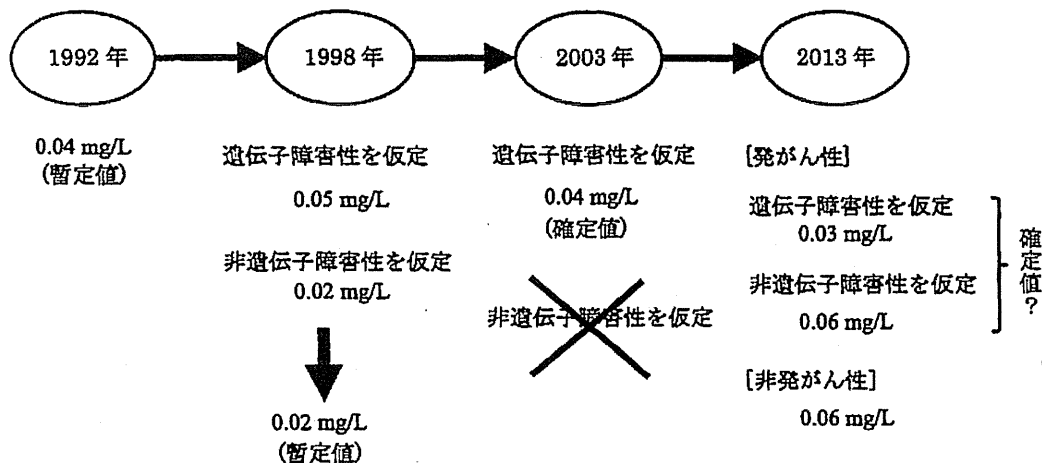 1992 年
1998 年
2003 年
2013 年
0.04 mg/L
(暫定値)
遺伝子障害性を仮定
0.05 mg/L
非遺伝子障害性を仮定
0.02 mg/L
0.02 mg/L
(暫定値)
遺伝子障害性を仮定
0.04 mg/L
(確定値)
非遺伝子障害性を仮定
[発がん性]
遺伝子障害性を仮定
0.03 mg/L
非遺伝子障害性を仮定
0.06 mg/L
確定値?
[非発がん性]
0.06 mg/L